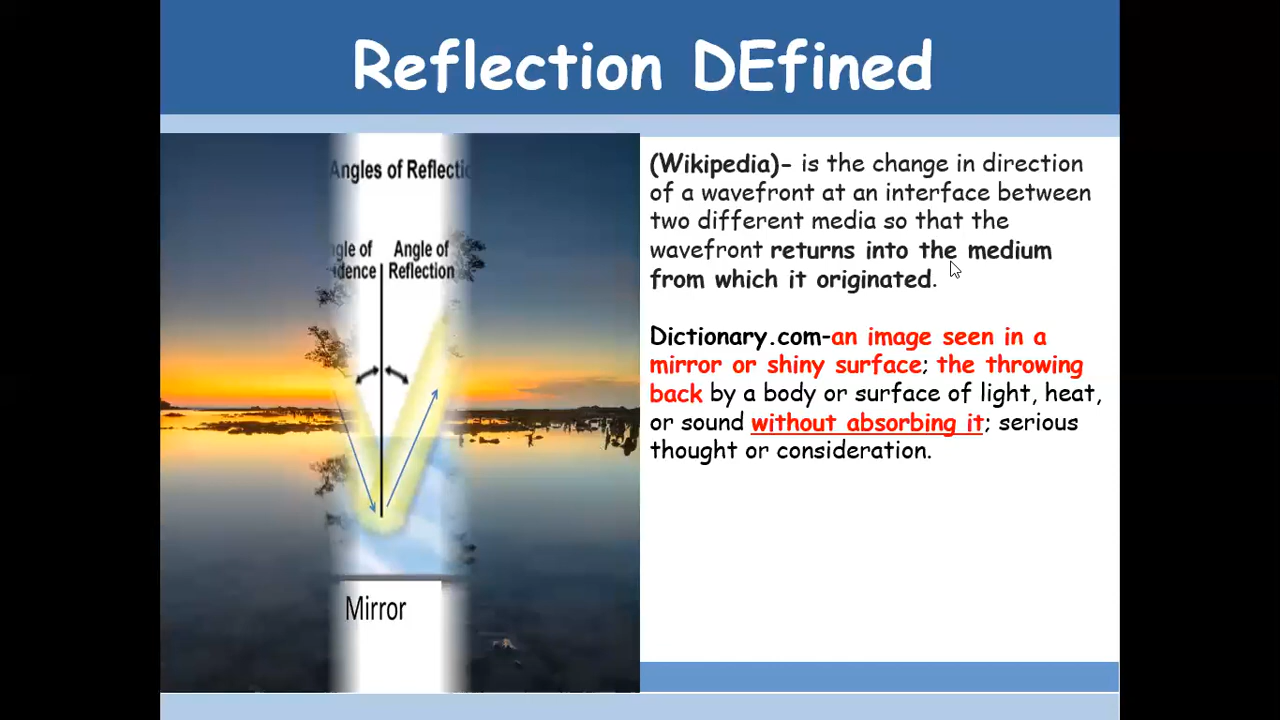 Reflection DEfined
Angles of Reflectio
gle of
idence
Angle of
Reflection
Mirror
(Wikipedia)- is the change in direction
of a wavefront at an interface between
two different media so that the
wavefront returns into the medium
from which it originated.
Dictionary.com-an image seen in a
mirror or shiny surface; the throwing
back by a body or surface of light, heat,
or sound without absorbing it; serious
thought or consideration.